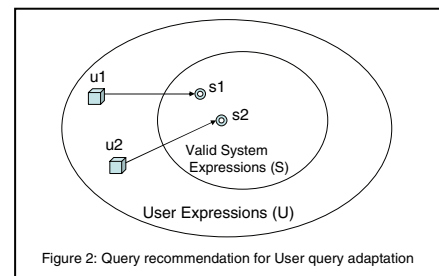 u1
s1
s2
u2
Valid System
Expressions (S)
User Expressions (U)
Figure 2: Query recommendation for User query adaptation